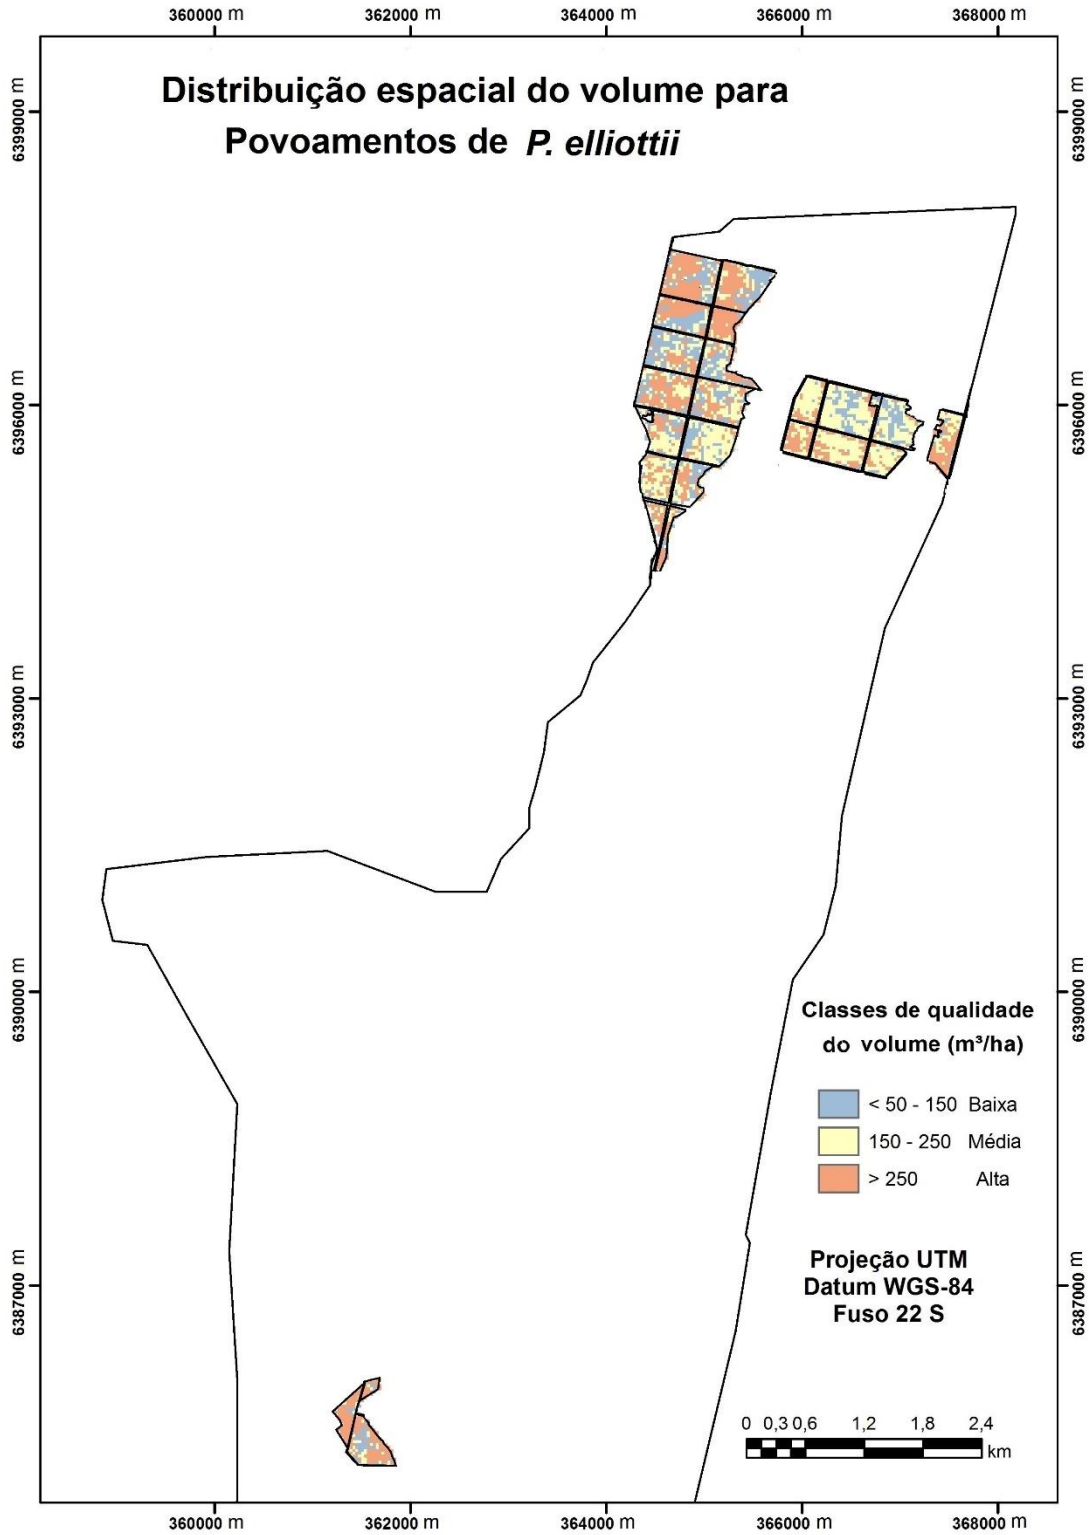 360000 m 362000 m 364000 m 366000 m 368000 m
Distribuição espacial do volume para
Povoamentos de P. elliottii
6399000 m 6399000 m
6396000 m 6396000 m
6393000 m 6393000 m
6390000 m 6390000 m
Classes de qualidade
do volume (m³/ha)
< 50 - 150 Baixa
150 - 250 Média
> 250 Alta
6387000 m 6387000 m
Projeção UTM
Datum WGS-84
Fuso 22 S
0 0,3 0,6 1,2 1,8 2,4
km
360000 m 362000 m 364000 m 366000 m 368000 m